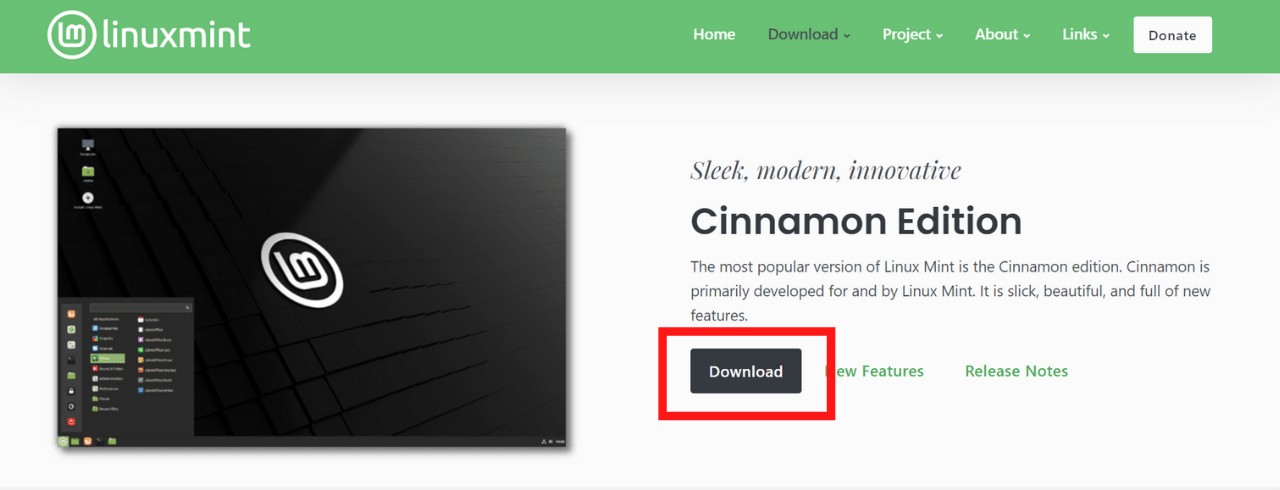 linuxmint
Home Download Project About Links Donate
Sleek, modern, innovative
Cinnamon Edition
The most popular version of Linux Mint is the Cinnamon edition. Cinnamon is
primarily developed for and by Linux Mint. It is slick, beautiful, and full of new
features.
Download ew Features Release Notes